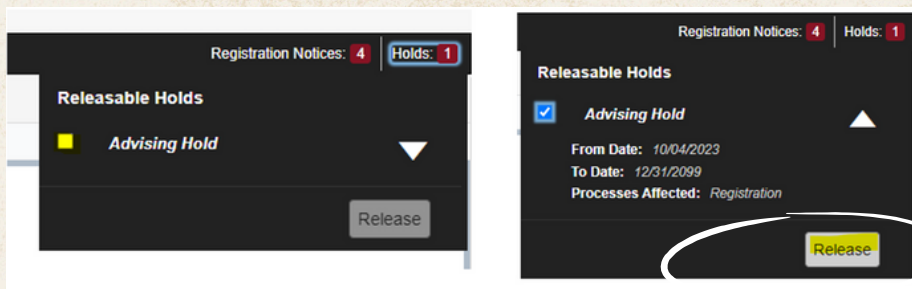 Registration Notices: 4 Holds: 1
Releasable Holds
Advising Hold
Release
Registration Notices: 4 Holds: 1
Releasable Holds
Advising Hold
From Date: 10/04/2023
To Date: 12/31/2099
Processes Affected: Registration
Release